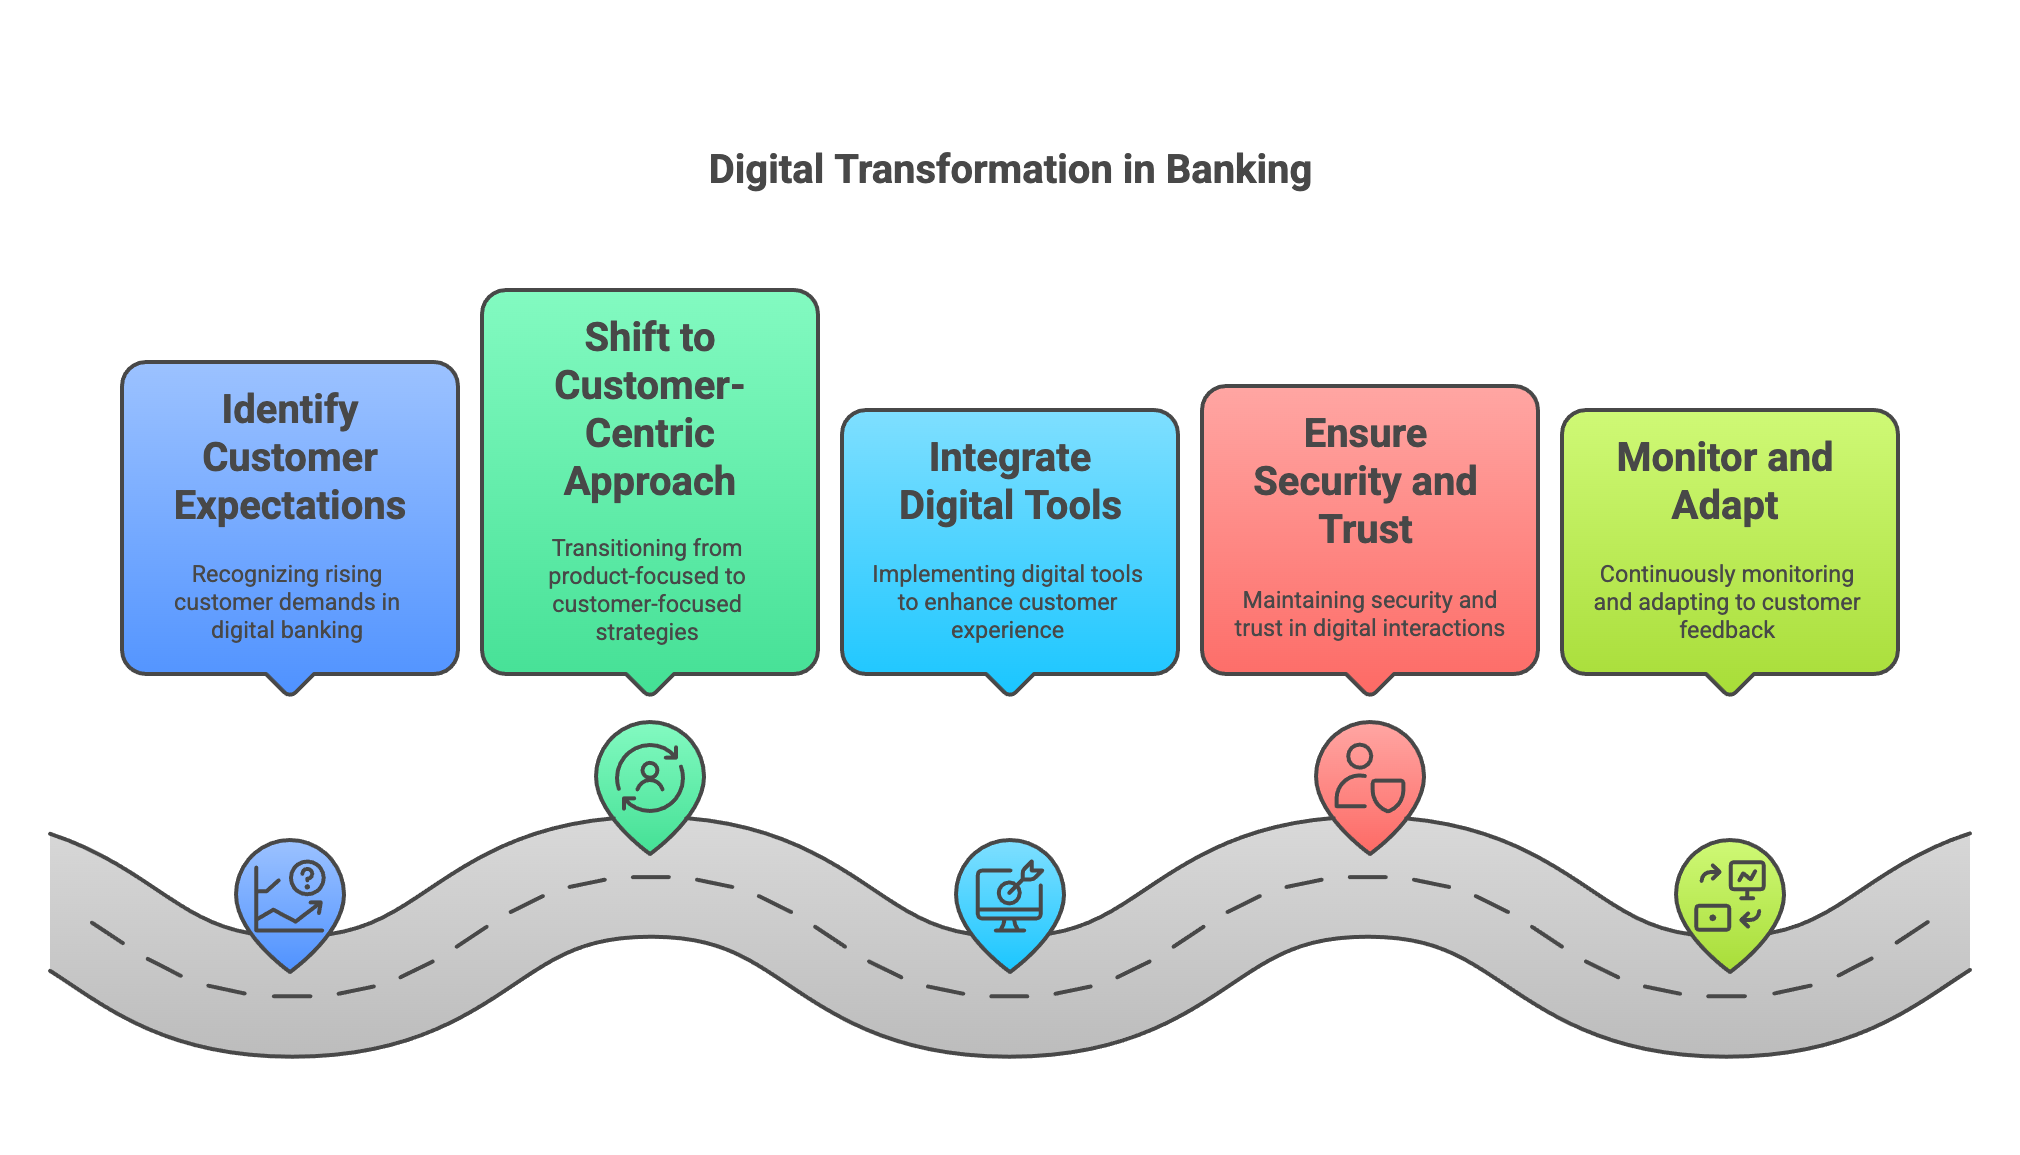 Digital Transformation in Banking
Identify
Customer
Expectations
Recognizing rising
customer demands in
digital banking
Shift to
Customer-
Centric
Approach
Transitioning from
product-focused to
customer-focused
strategies
Integrate
Digital Tools
Implementing digital tools
to enhance customer
experience
Ensure
Security and
Trust
Maintaining security and
trust in digital interactions
Monitor and
Adapt
Continuously monitoring
and adapting to customer
feedback
?